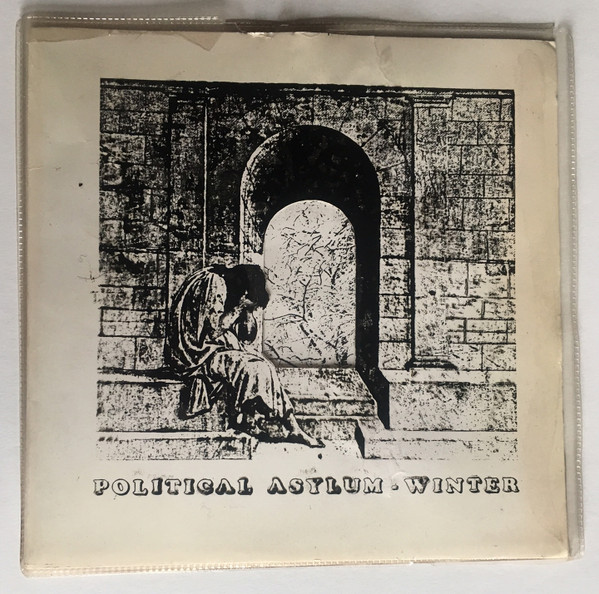 POLITICAL ASYLUM - WINTER